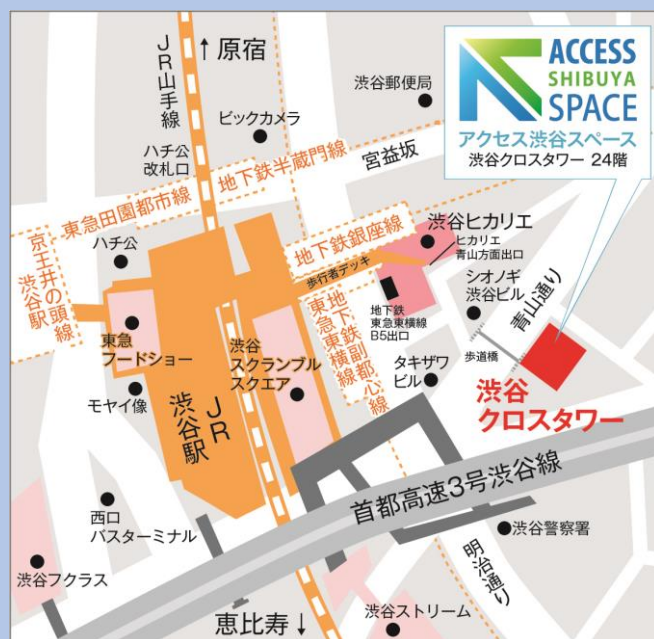 ↑原宿
JR山手線
ACCESS
SHIBUYA
SPACE
アクセス渋谷スペース
渋谷クロスタワー 24階
渋谷郵便局
ビックカメラ
ハチ公
改札口
地下鉄半蔵門線
宮益坂
東急田園都市線
京王井の頭線
渋谷駅
ハチ公
地下鉄銀座線
渋谷ヒカリエ
ヒカリエ
青山方面出口
歩行者デッキ
シオノギ
渋谷ビル
青山通り
地下鉄
東急東横線
B5出口
地下鉄副都心線
東急東横線
東急
フードショー
渋谷
スクランブル
スクエア
歩道橋
タキザワ
ビル
モヤイ像
JR
渋谷駅
渋谷
クロスタワー
首都高速3号渋谷線
西口
バスターミナル
渋谷警察署
明治通り
渋谷フクラス
恵比寿↓
渋谷ストリーム